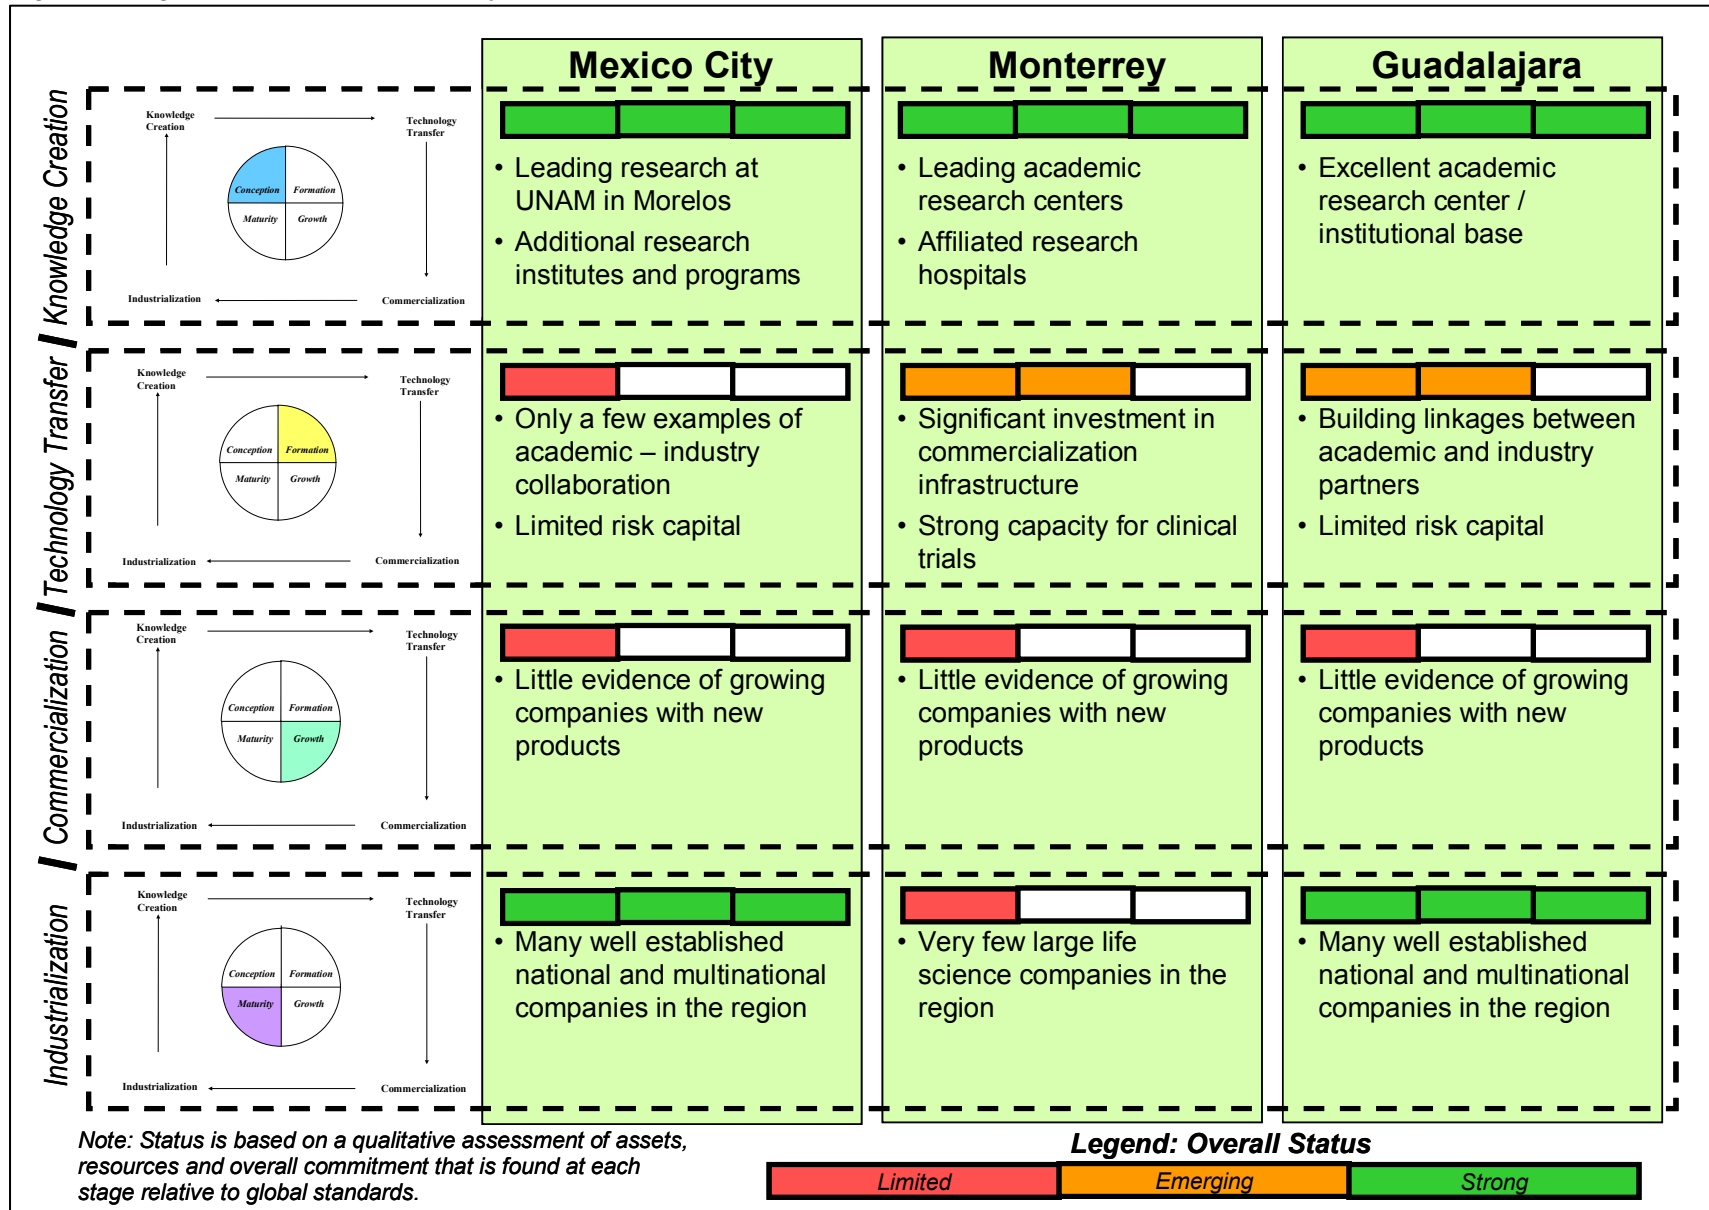 Mexico City
Monterrey
Guadalajara
Knowledge Creation
Knowledge
Creation
Technology
Transfer
Conception
Formation
Maturity
Growth
Industrialization
Commercialization
• Leading research at
UNAM in Morelos
• Additional research
institutes and programs
• Leading academic
research centers
• Affiliated research
hospitals
• Excellent academic
research center /
institutional base
Technology Transfer
Knowledge
Creation
Technology
Transfer
Conception
Formation
Maturity
Growth
Industrialization
Commercialization
• Only a few examples of
academic – industry
collaboration
• Limited risk capital
• Significant investment in
commercialization
infrastructure
• Strong capacity for clinical
trials
• Building linkages between
academic and industry
partners
• Limited risk capital
Commercialization
Knowledge
Creation
Technology
Transfer
Conception
Formation
Maturity
Growth
Industrialization
Commercialization
• Little evidence of growing
companies with new
products
• Little evidence of growing
companies with new
products
• Little evidence of growing
companies with new
products
Industrialization
Knowledge
Creation
Technology
Transfer
Conception
Formation
Maturity
Growth
Industrialization
Commercialization
• Many well established
national and multinational
companies in the region
• Very few large life
science companies in the
region
• Many well established
national and multinational
companies in the region
Note: Status is based on a qualitative assessment of assets,
resources and overall commitment that is found at each
stage relative to global standards.
Legend: Overall Status
Limited
Emerging
Strong